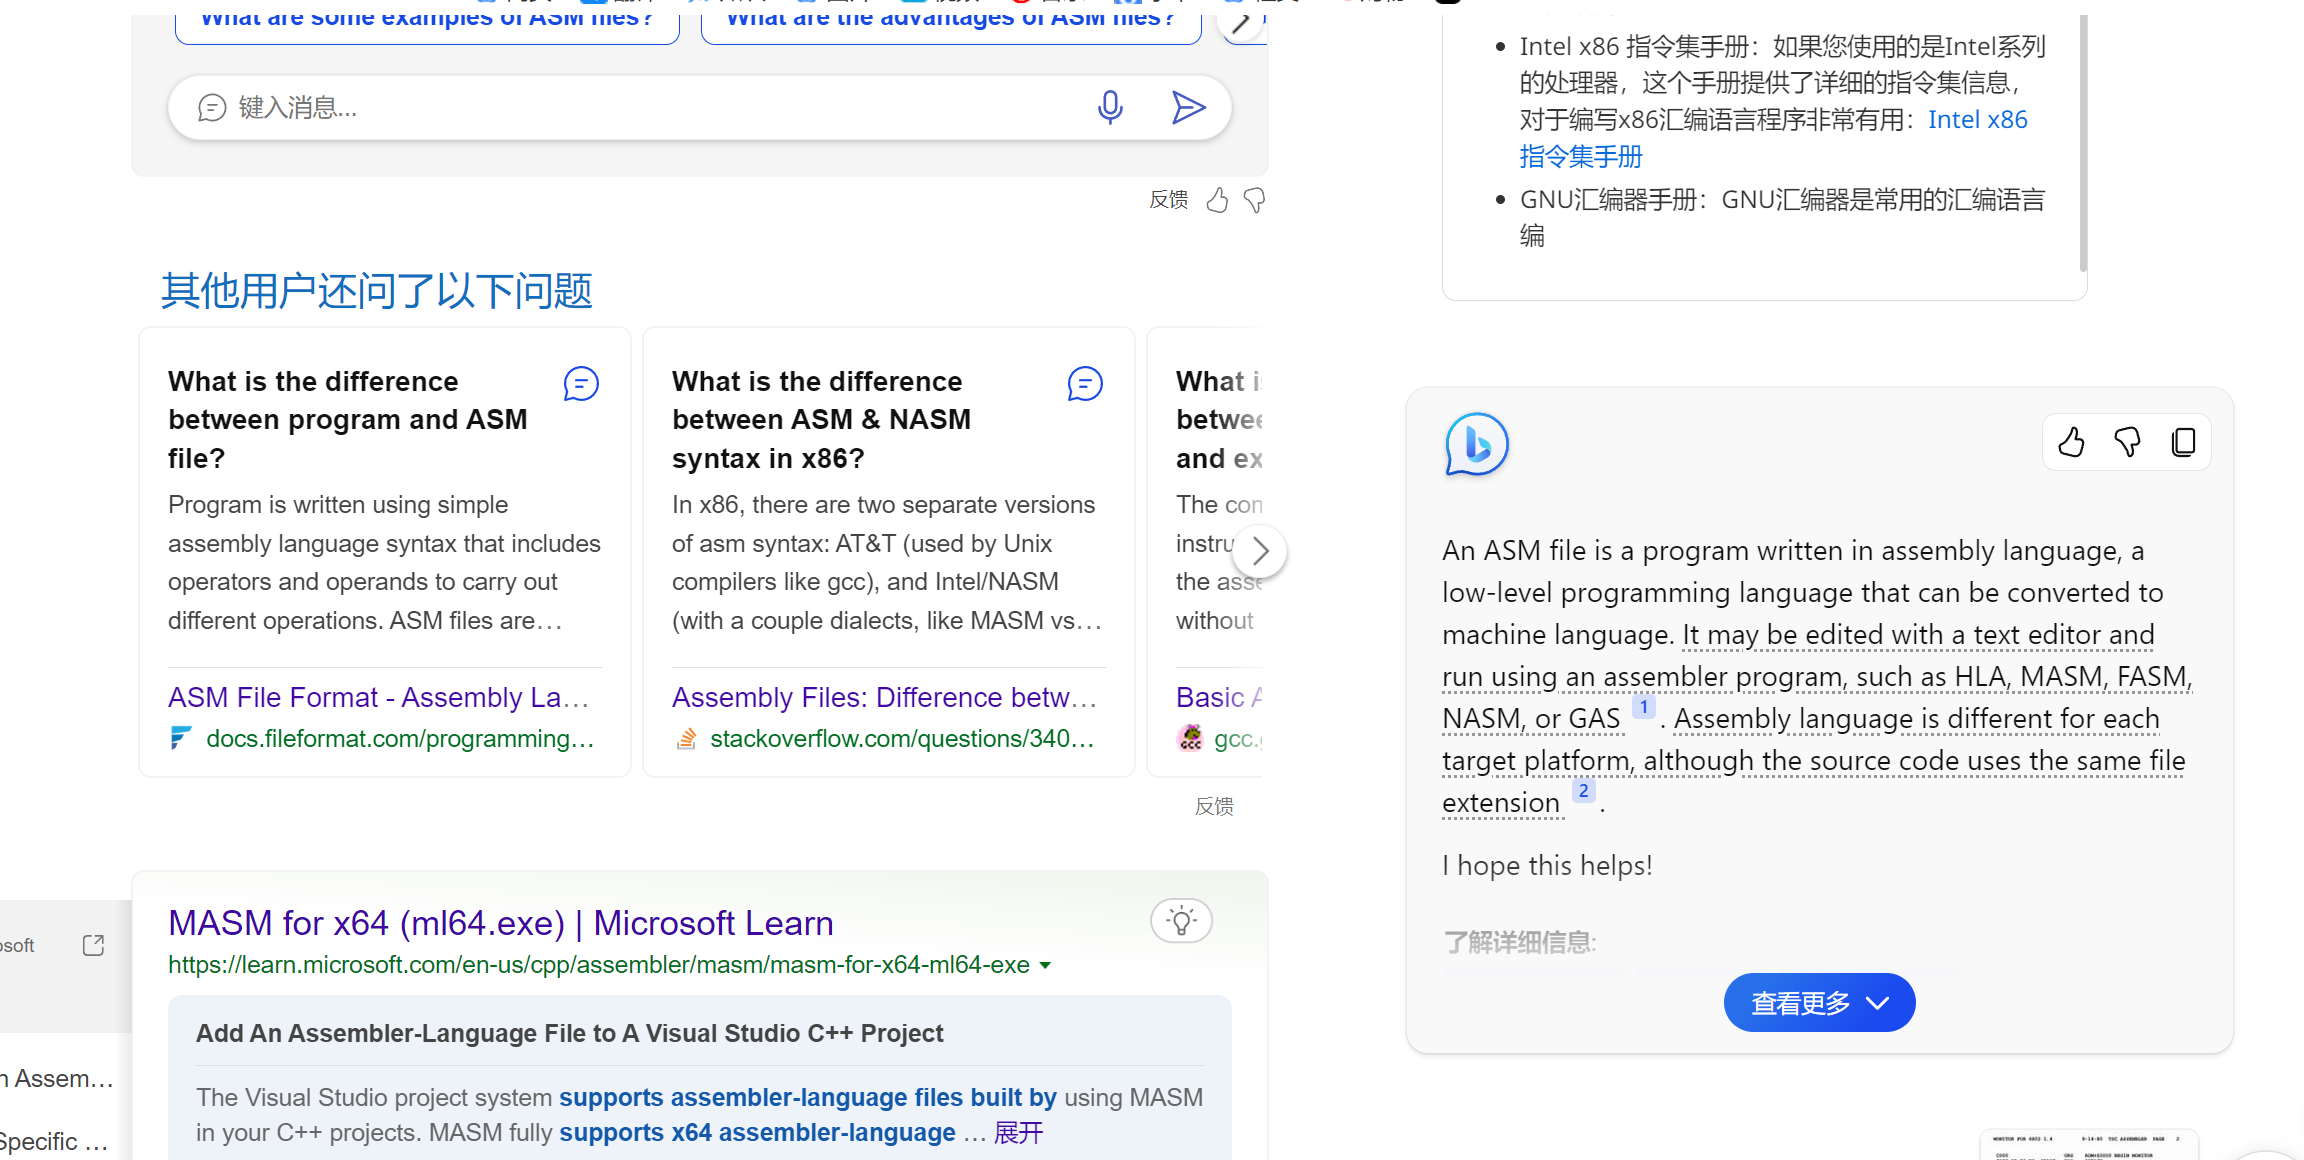 What are some examples of ASM files?
What are the advantages of ASM files?
键入消息...
反馈
其他用户还问了以下问题
What is the difference
between program and ASM
file?
Program is written using simple
assembly language syntax that includes
operators and operands to carry out
different operations. ASM files are…
ASM File Format - Assembly La…
docs.fileformat.com/programming…
What is the difference
between ASM & NASM
syntax in x86?
In x86, there are two separate versions
of asm syntax: AT&T (used by Unix
compilers like gcc), and Intel/NASM
(with a couple dialects, like MASM vs…
Assembly Files: Difference betw…
stackoverflow.com/questions/340…
What
and
The
the
without
Basic
反馈
MASM for x64 (ml64.exe) | Microsoft Learn
https://learn.microsoft.com/en-us/cpp/assembler/masm/masm-for-x64-ml64-exe
Add An Assembler-Language File to A Visual Studio C++ Project
The Visual Studio project system supports assembler-language files built by using MASM
in your C++ projects. MASM fully supports x64 assembler-language … 展开
osoft
n Assem…
Specific …
Intel x86 指令集手册：如果您使用的是Intel系列
的处理器，这个手册提供了详细的指令集信息，
对于编写x86汇编语言程序非常有用：Intel x86
指令集手册
GNU汇编器手册：GNU汇编器是常用的汇编语言
编
An ASM file is a program written in assembly language, a
low-level programming language that can be converted to
machine language. It may be edited with a text editor and
run using an assembler program, such as HLA, MASM, FASM,
NASM, or GAS 1 . Assembly language is different for each
target platform, although the source code uses the same file
extension 2 .
I hope this helps!
了解详细信息:
查看更多
MONITOR FOR 6802 1.4 9-14-80 TSC ASSEMBLER PAGE 2